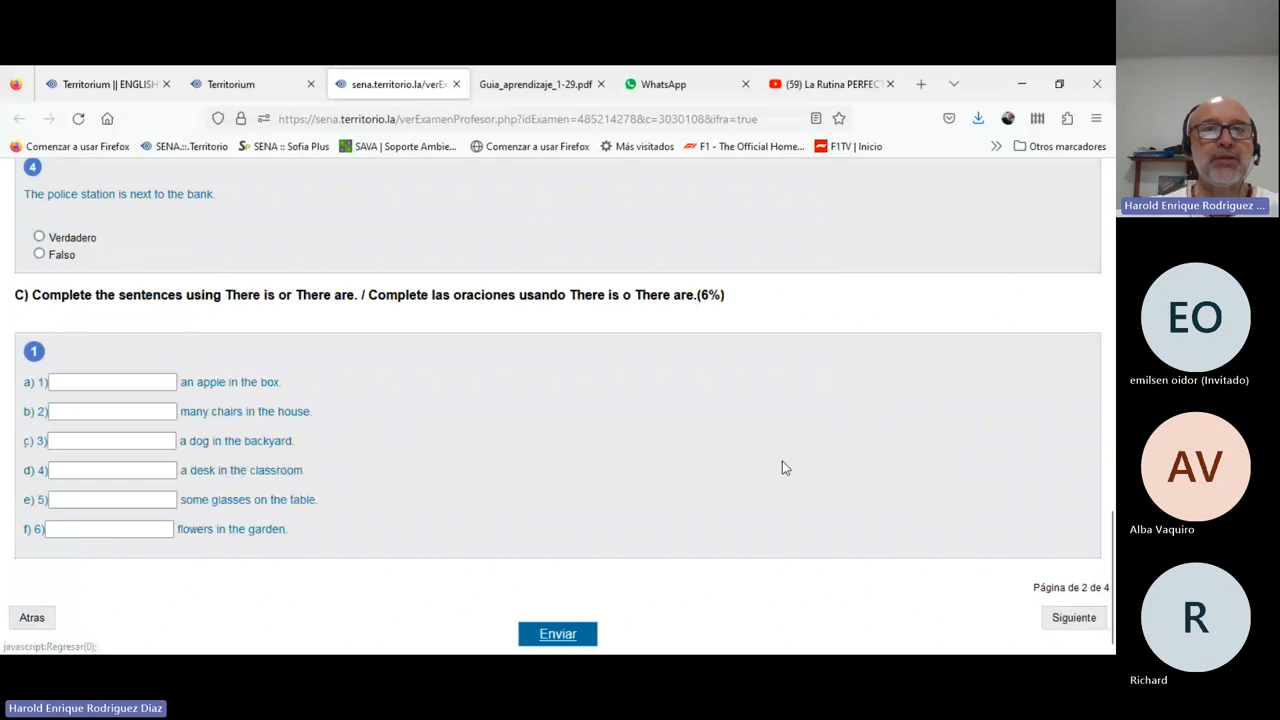 Territorium || ENGLISH
Territorium
sena.territorio.la/verEx
Guia_aprendizaje_1-29.pdf
WhatsApp
(59) La Rutina PERFECT
https://sena.territorio.la/verExamenProfesor.php?idExamen=485214278&c=3030108&ifra=true
Comenzar a usar Firefox
SENA.::.Territorio
SENA :: Sofia Plus
SAVA | Soporte Ambie...
Comenzar a usar Firefox
Más visitados
F1 - The Official Home...
F1TV | Inicio
Otros marcadores
4
The police station is next to the bank.
Verdadero
Falso
C) Complete the sentences using There is or There are. / Complete las oraciones usando There is o There are.(6%)
1
a) 1) an apple in the box.
b) 2) many chairs in the house.
c) 3) a dog in the backyard.
d) 4) a desk in the classroom
e) 5) some glasses on the table.
f) 6) flowers in the garden.
Página de 2 de 4
Atras
Siguiente
Enviar
javascript:Regresar(0);
Harold Enrique Rodriguez Diaz
Harold Enrique Rodriguez ...
EO
emilsen oidor (Invitado)
AV
Alba Vaquiro
R
Richard